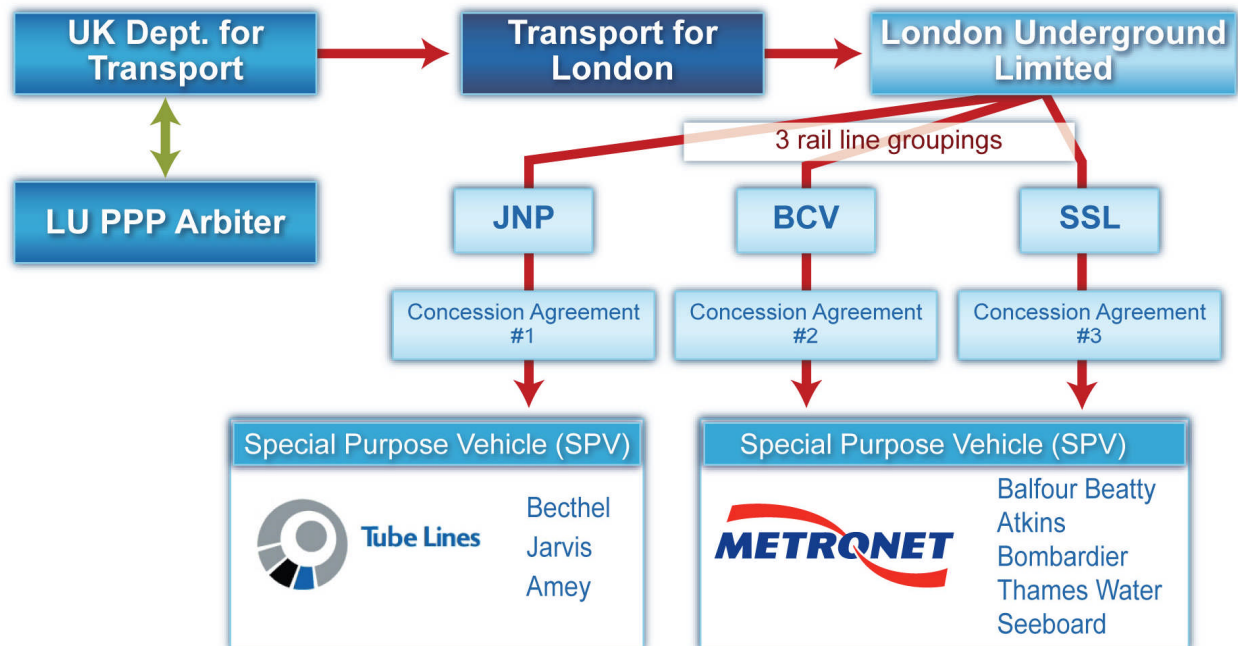 UK Dept. for
Transport
Transport for
London
London Underground
Limited
3 rail line groupings
LU PPP Arbiter
JNP
BCV
SSL
Concession Agreement
#1
Concession Agreement
#2
Concession Agreement
#3
Special Purpose Vehicle (SPV)
Tube Lines
Becthel
Jarvis
Amey
Special Purpose Vehicle (SPV)
METRONET
Balfour Beatty
Atkins
Bombardier
Thames Water
Seeboard